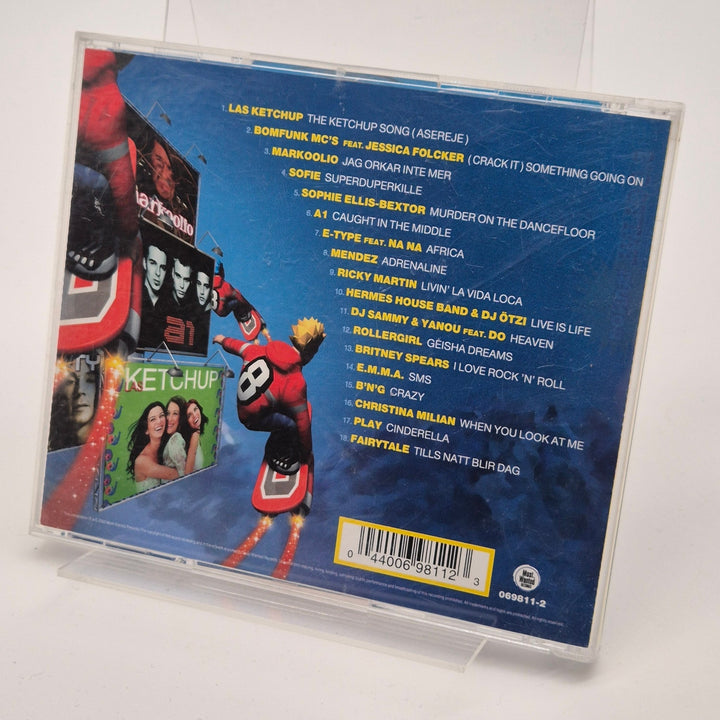 1. LAS KETCHUP THE KETCHUP SONG (ASEREJE)
2. BOMFUNK MC'S FEAT. JESSICA FOLCKER (CRACK IT) SOMETHING GOING ON
3. MARKOOLIO JAG ORKAR INTE MER
4. SOFIE SUPERDUPERKILLE
5. SOPHIE ELLIS-BEXTOR MURDER ON THE DANCEFLOOR
6. A1 CAUGHT IN THE MIDDLE
7. E-TYPE FEAT. NA NA AFRICA
8. MENDEZ ADRENALINE
9. RICKY MARTIN LIVIN' LA VIDA LOCA
10. HERMES HOUSE BAND & DJ ÖTZI LIVE IS LIFE
11. DJ SAMMY & YANOU FEAT. DO HEAVEN
12. ROLLERGIRL GEISHA DREAMS
13. BRITNEY SPEARS I LOVE ROCK 'N' ROLL
14. E.M.M.A. SMS
15. B'N'G CRAZY
16. CHRISTINA MILIAN WHEN YOU LOOK AT ME
17. PLAY CINDERELLA
18. FAIRYTALE TILLS NATT BLIR DAG
markoolio
a1
KETCHUP
8
0 44006 98112 3
Most Wanted
069811-2